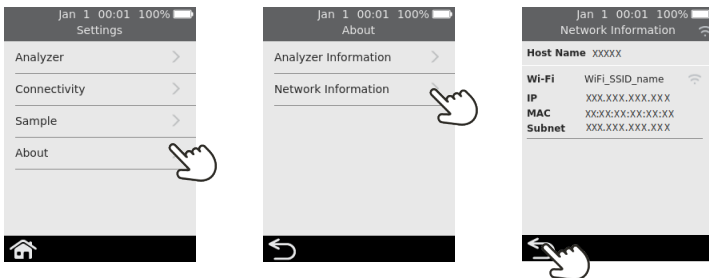 Jan 1 00:01 100%
Settings
Analyzer
Connectivity
Sample
About
Jan 1 00:01 100%
About
Analyzer Information
Network Information
Jan 1 00:01 100%
Network Information
Host Name XXXXX
Wi-Fi WiFi_SSID_name
IP XXX.XXX.XXX.XXX
MAC XX:XX:XX:XX:XX:XX
Subnet XXX.XXX.XXX.XXX